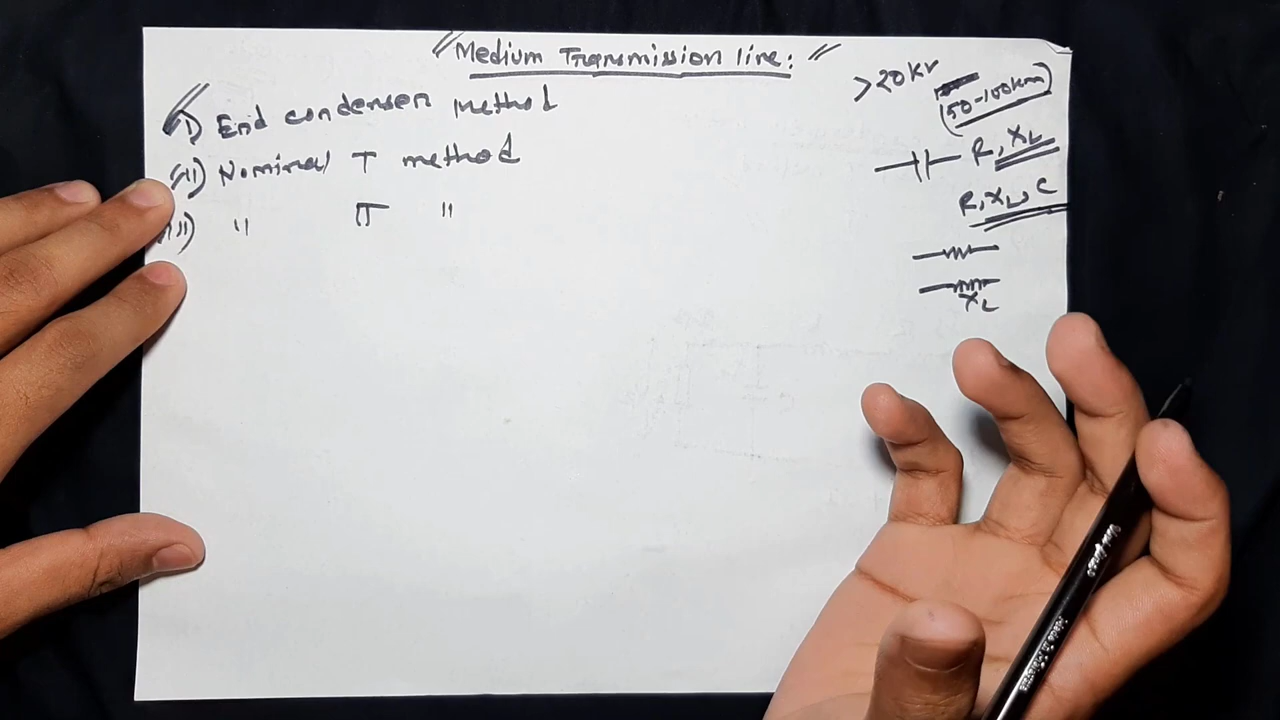 "Medium Transmission line: "
>20kv
(50-100km)
i) End condenser Method
R, XL
(ii) Nominal T method
R, XL, C
iii) " π "
XL